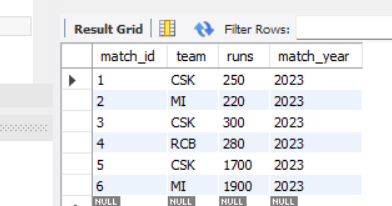 Result Grid Filter Rows:
match_id team runs match_year
1 CSK 250 2023
2 MI 220 2023
3 CSK 300 2023
4 RCB 280 2023
5 CSK 1700 2023
6 MI 1900 2023
NULL NULL NULL NULL